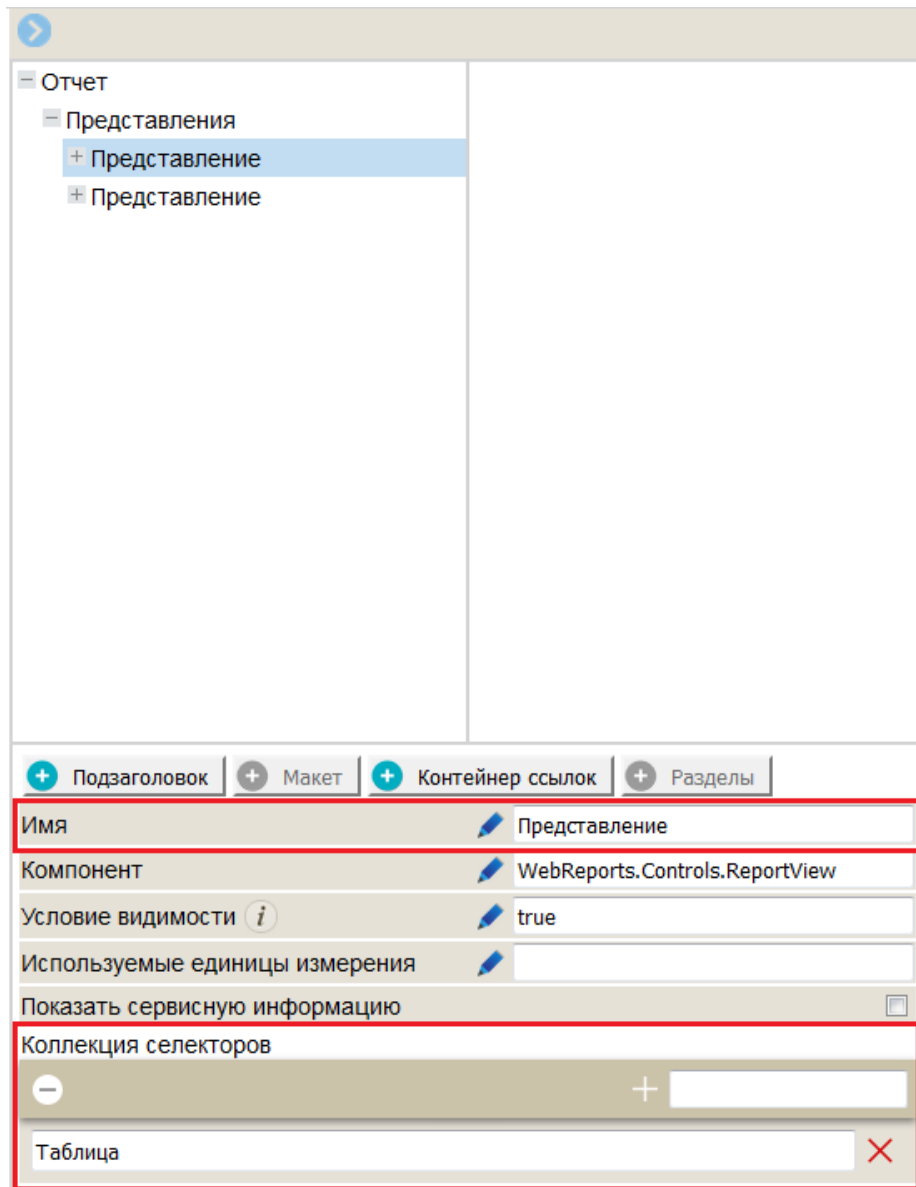 Отчет
Представления
Представление
Представление
Подзаголовок Макет Контейнер ссылок Разделы
Имя Представление
Компонент WebReports.Controls.ReportView
Условие видимости i true
Используемые единицы измерения
Показать сервисную информацию
Коллекция селекторов
Таблица